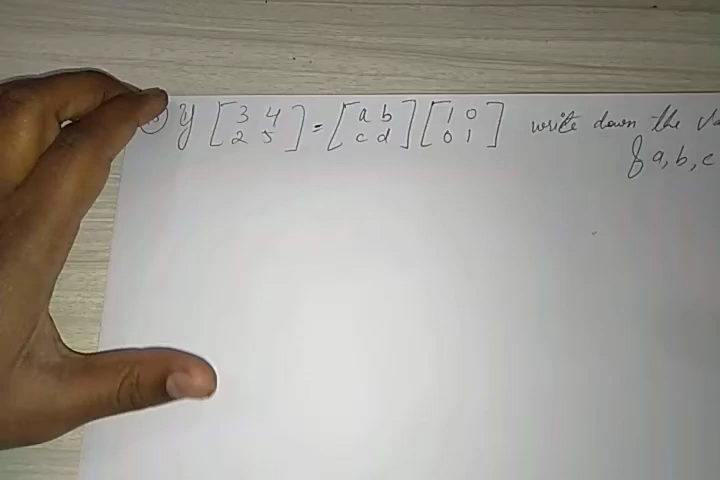 If [3 4 2 5] = [a b c d] [1 0 0 1] write down the
of a, b, c